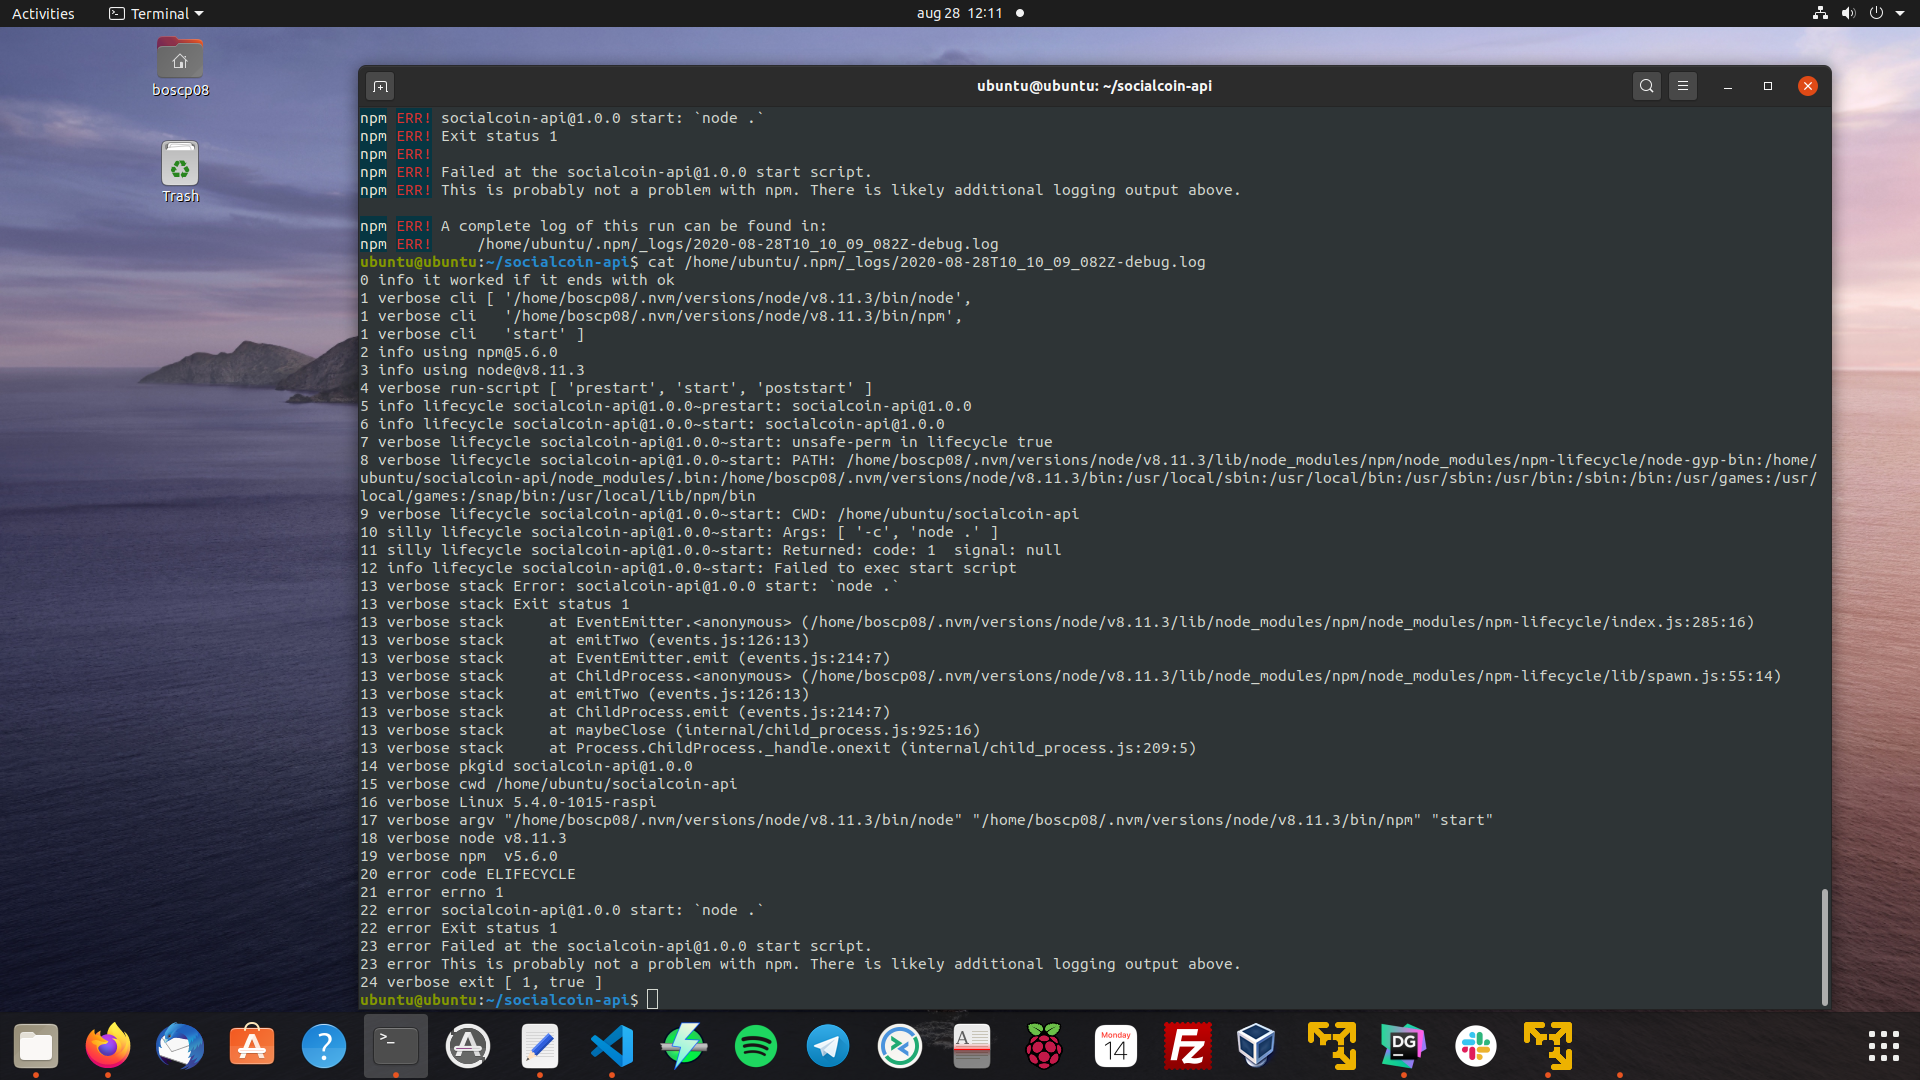 Activities
Terminal
aug 28 12:11
boscp08
Trash
ubuntu@ubuntu: ~/socialcoin-api
npm ERR! socialcoin-api@1.0.0 start: `node .`
npm ERR! Exit status 1
npm ERR!
npm ERR! Failed at the socialcoin-api@1.0.0 start script.
npm ERR! This is probably not a problem with npm. There is likely additional logging output above.
npm ERR! A complete log of this run can be found in:
npm ERR!     /home/ubuntu/.npm/_logs/2020-08-28T10_10_09_082Z-debug.log
ubuntu@ubuntu:~/socialcoin-api$ cat /home/ubuntu/.npm/_logs/2020-08-28T10_10_09_082Z-debug.log
0 info it worked if it ends with ok
1 verbose cli [ '/home/boscp08/.nvm/versions/node/v8.11.3/bin/node',
1 verbose cli   '/home/boscp08/.nvm/versions/node/v8.11.3/bin/npm',
1 verbose cli   'start' ]
2 info using npm@5.6.0
3 info using node@v8.11.3
4 verbose run-script [ 'prestart', 'start', 'poststart' ]
5 info lifecycle socialcoin-api@1.0.0~prestart: socialcoin-api@1.0.0
6 info lifecycle socialcoin-api@1.0.0~start: socialcoin-api@1.0.0
7 verbose lifecycle socialcoin-api@1.0.0~start: unsafe-perm in lifecycle true
8 verbose lifecycle socialcoin-api@1.0.0~start: PATH: /home/boscp08/.nvm/versions/node/v8.11.3/lib/node_modules/npm/node_modules/npm-lifecycle/node-gyp-bin:/home/
ubuntu/socialcoin-api/node_modules/.bin:/home/boscp08/.nvm/versions/node/v8.11.3/bin:/usr/local/sbin:/usr/local/bin:/usr/sbin:/usr/bin:/sbin:/bin:/usr/games:/usr/
local/games:/snap/bin:/usr/local/lib/npm/bin
9 verbose lifecycle socialcoin-api@1.0.0~start: CWD: /home/ubuntu/socialcoin-api
10 silly lifecycle socialcoin-api@1.0.0~start: Args: [ '-c', 'node .' ]
11 silly lifecycle socialcoin-api@1.0.0~start: Returned: code: 1  signal: null
12 info lifecycle socialcoin-api@1.0.0~start: Failed to exec start script
13 verbose stack Error: socialcoin-api@1.0.0 start: `node .`
13 verbose stack Exit status 1
13 verbose stack     at EventEmitter.<anonymous> (/home/boscp08/.nvm/versions/node/v8.11.3/lib/node_modules/npm/node_modules/npm-lifecycle/index.js:285:16)
13 verbose stack     at emitTwo (events.js:126:13)
13 verbose stack     at EventEmitter.emit (events.js:214:7)
13 verbose stack     at ChildProcess.<anonymous> (/home/boscp08/.nvm/versions/node/v8.11.3/lib/node_modules/npm/node_modules/npm-lifecycle/lib/spawn.js:55:14)
13 verbose stack     at emitTwo (events.js:126:13)
13 verbose stack     at ChildProcess.emit (events.js:214:7)
13 verbose stack     at maybeClose (internal/child_process.js:925:16)
13 verbose stack     at Process.ChildProcess._handle.onexit (internal/child_process.js:209:5)
14 verbose pkgid socialcoin-api@1.0.0
15 verbose cwd /home/ubuntu/socialcoin-api
16 verbose Linux 5.4.0-1015-raspi
17 verbose argv "/home/boscp08/.nvm/versions/node/v8.11.3/bin/node" "/home/boscp08/.nvm/versions/node/v8.11.3/bin/npm" "start"
18 verbose node v8.11.3
19 verbose npm  v5.6.0
20 error code ELIFECYCLE
21 error errno 1
22 error socialcoin-api@1.0.0 start: `node .`
22 error Exit status 1
23 error Failed at the socialcoin-api@1.0.0 start script.
23 error This is probably not a problem with npm. There is likely additional logging output above.
24 verbose exit [ 1, true ]
ubuntu@ubuntu:~/socialcoin-api$
Monday
14
Fz
DG